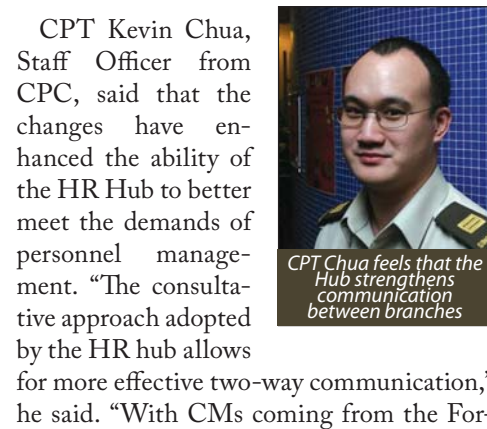 CPT Kevin Chua,
Staff Officer from
CPC, said that the
changes have en-
hanced the ability of
the HR Hub to better
meet the demands of
personnel manage-
ment. “The consulta-
tive approach adopted
by the HR hub allows
for more effective two-way communication,”
he said. “With CMs coming from the For-
CPT Chua feels that the
Hub strengthens
communication
between branches